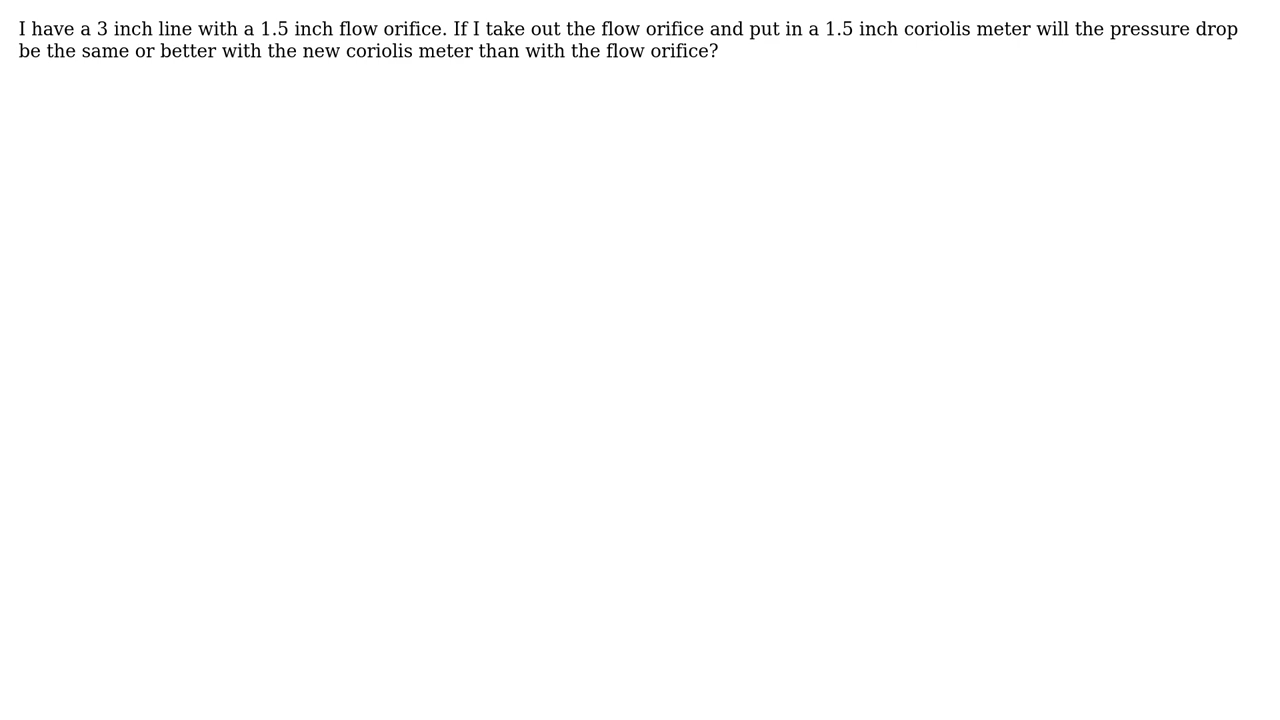 I have a 3 inch line with a 1.5 inch flow orifice. If I take out the flow orifice and put in a 1.5 inch coriolis meter will the pressure drop
be the same or better with the new coriolis meter than with the flow orifice?